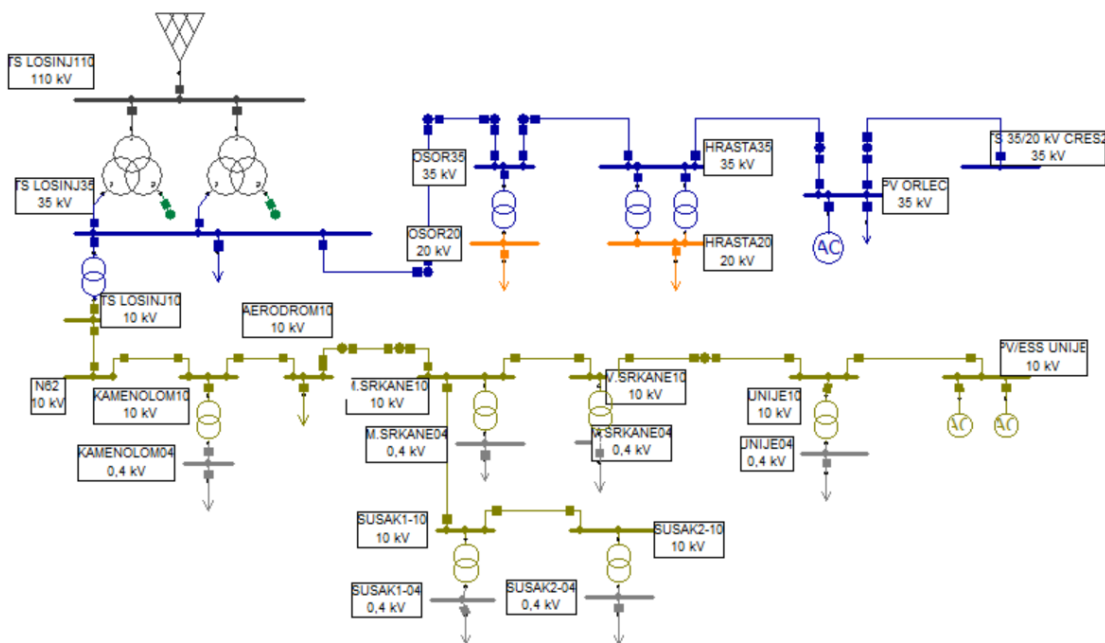 TS LOSINJ110
110 kV
TS LOSINJ35
35 kV
OSOR35
35 kV
OSOR20
20 kV
HRASTA35
35 kV
HRASTA20
20 kV
TS 35/20 kV CRES2
35 kV
PV ORLEC
35 kV
AC
TS LOSINJ10
10 kV
AERODROM10
10 kV
N62
10 kV
KAMENOLOM10
10 kV
KAMENOLOM04
0,4 kV
M.SRKANE10
10 kV
M.SRKANE04
0,4 kV
V.SRKANE10
10 kV
M.SRKANE04
0,4 kV
UNIJE10
10 kV
UNIJE04
0,4 kV
PV/ESS UNIJE
10 kV
AC
AC
SUSAK1-10
10 kV
SUSAK2-10
10 kV
SUSAK1-04
0,4 kV
SUSAK2-04
0,4 kV